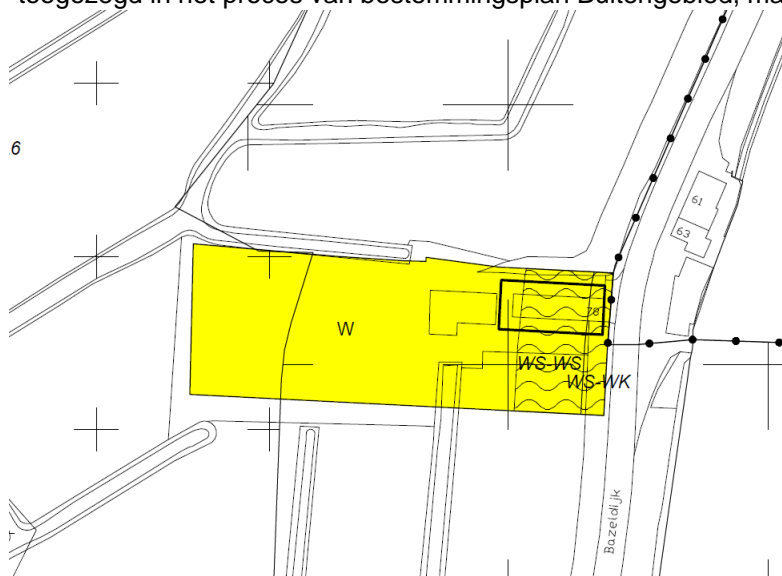 toegezegd in het proces van bestemmingsplan Buitengebied, ma
6
61
63
78
W
WS-WS
WS-WK
Bazeldijk